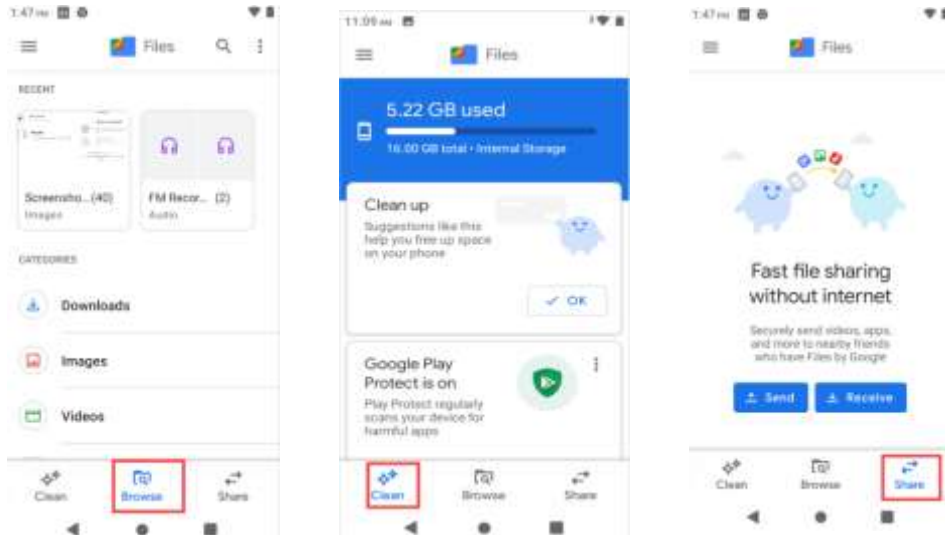 1:47 PM
Files
RECENT
Screensho... (40)
Images
FM Recor... (2)
Audio
CATEGORIES
Downloads
Images
Videos
Clean
Browse
Share
11:09 AM
Files
5.22 GB used
16.00 GB total • Internal Storage
Clean up
Suggestions like this
help you free up space
on your phone
OK
Google Play
Protect is on
Play Protect regularly
scans your device for
harmful apps
Clean
Browse
Share
1:47 PM
Files
Fast file sharing
without internet
Securely send videos, apps,
and more to nearby friends
who have Files by Google
Send
Receive
Clean
Browse
Share